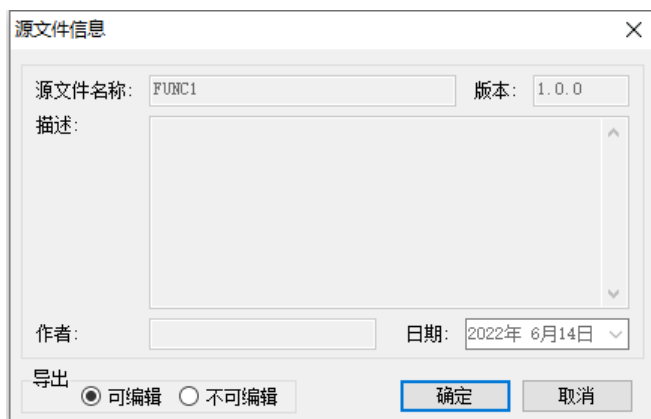 源文件信息
源文件名称: FUNC1 版本: 1.0.0
描述:
作者: 日期: 2022年 6月14日
导出
可编辑 不可编辑 确定 取消